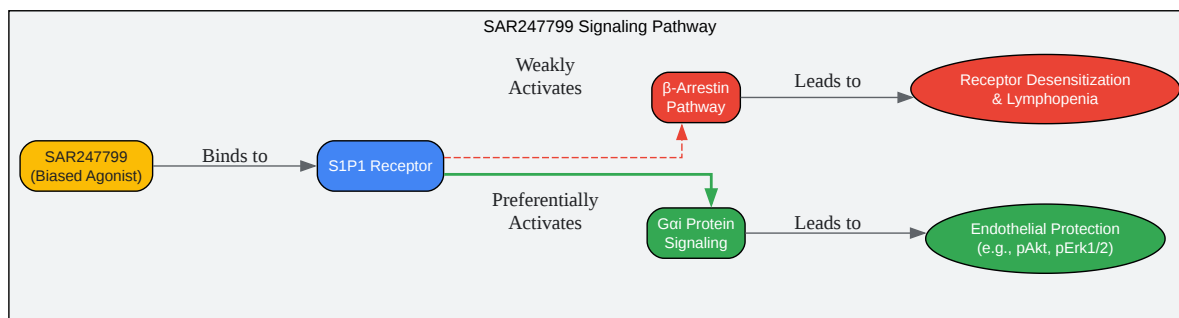 SAR247799 Signaling Pathway
Weakly
Activates
β-Arrestin
Pathway
Leads to
Receptor Desensitization
& Lymphopenia
SAR247799
(Biased Agonist)
Binds to
S1P1 Receptor
Preferentially
Activates
Gαi Protein
Signaling
Leads to
Endothelial Protection
(e.g., pAkt, pErk1/2)